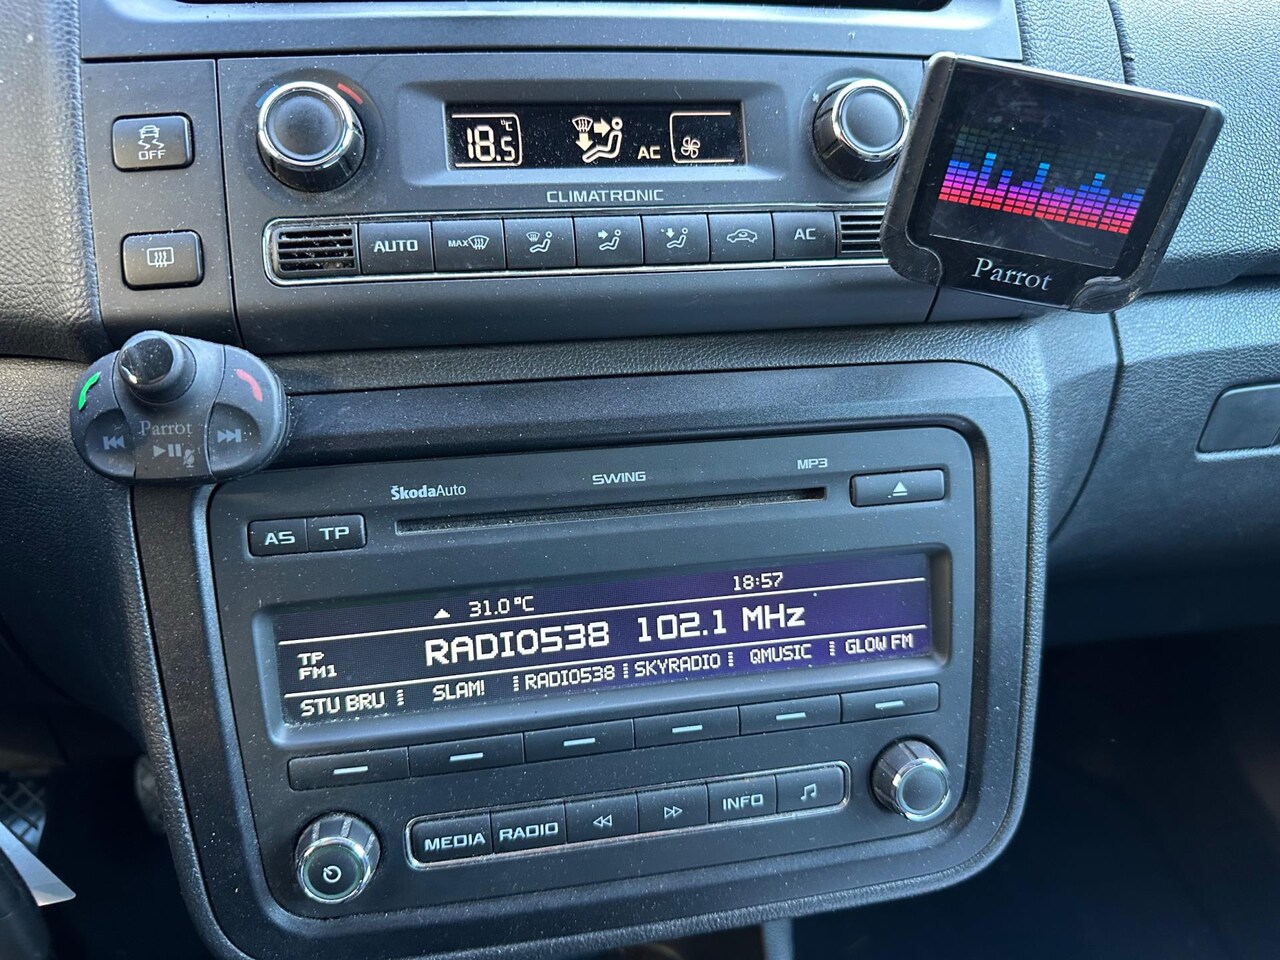 OFF
18.5 °C
AC
CLIMATRONIC
AUTO
MAX
AC
Parrot
Parrot
ŠkodaAuto
SWING
MP3
AS
TP
31.0 °C
18:57
TP
FM1
RADIO538 102.1 MHz
STU BRU
SLAM!
RADIO538
SKYRADIO
QMUSIC
GLOW FM
MEDIA
RADIO
INFO